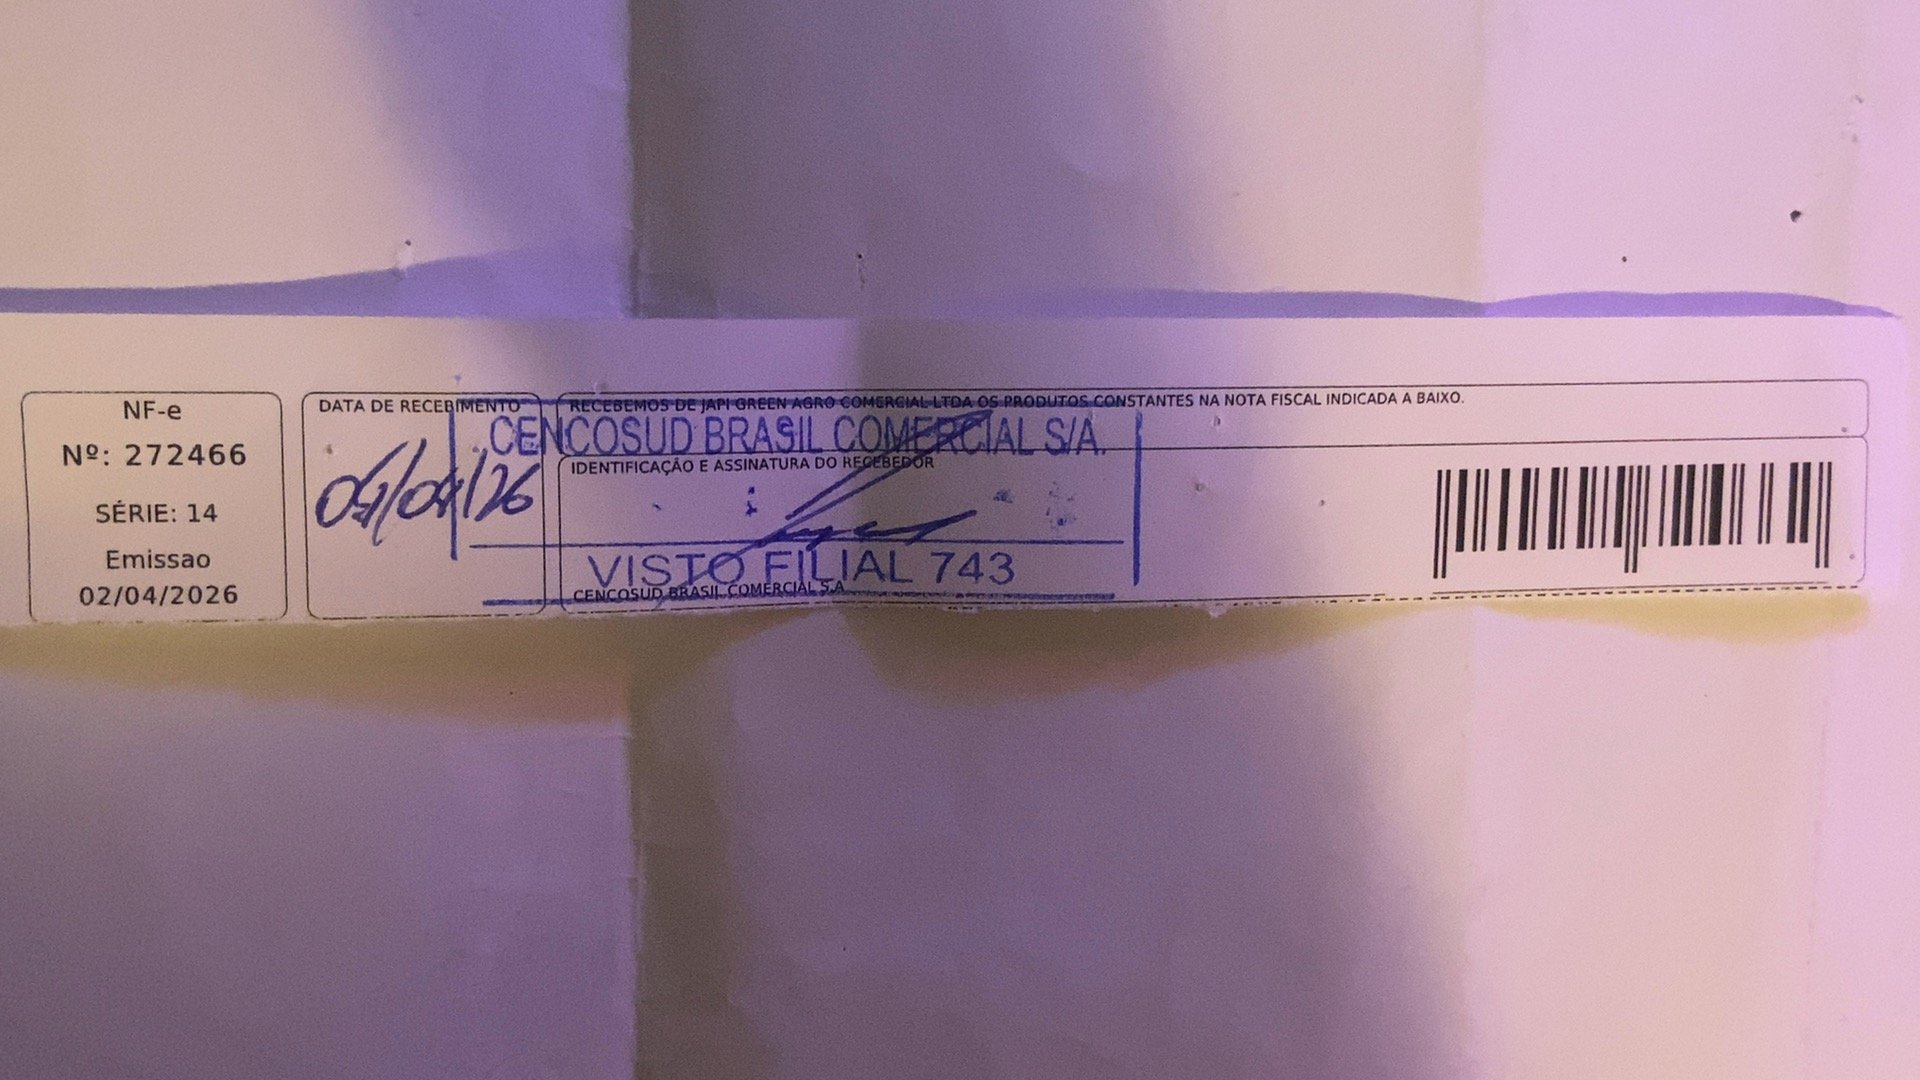 NF-e
Nº: 272466
SÉRIE: 14
Emissao
02/04/2026
DATA DE RECEBIMENTO
RECEBEMOS DE JAPI GREEN AGRO COMERCIAL LTDA OS PRODUTOS CONSTANTES NA NOTA FISCAL INDICADA A BAIXO.
CENCOSUD BRASIL COMERCIAL S/A.
IDENTIFICAÇÃO E ASSINATURA DO RECEBEDOR
VISTO FILIAL 743
CENCOSUD BRASIL COMERCIAL S.A